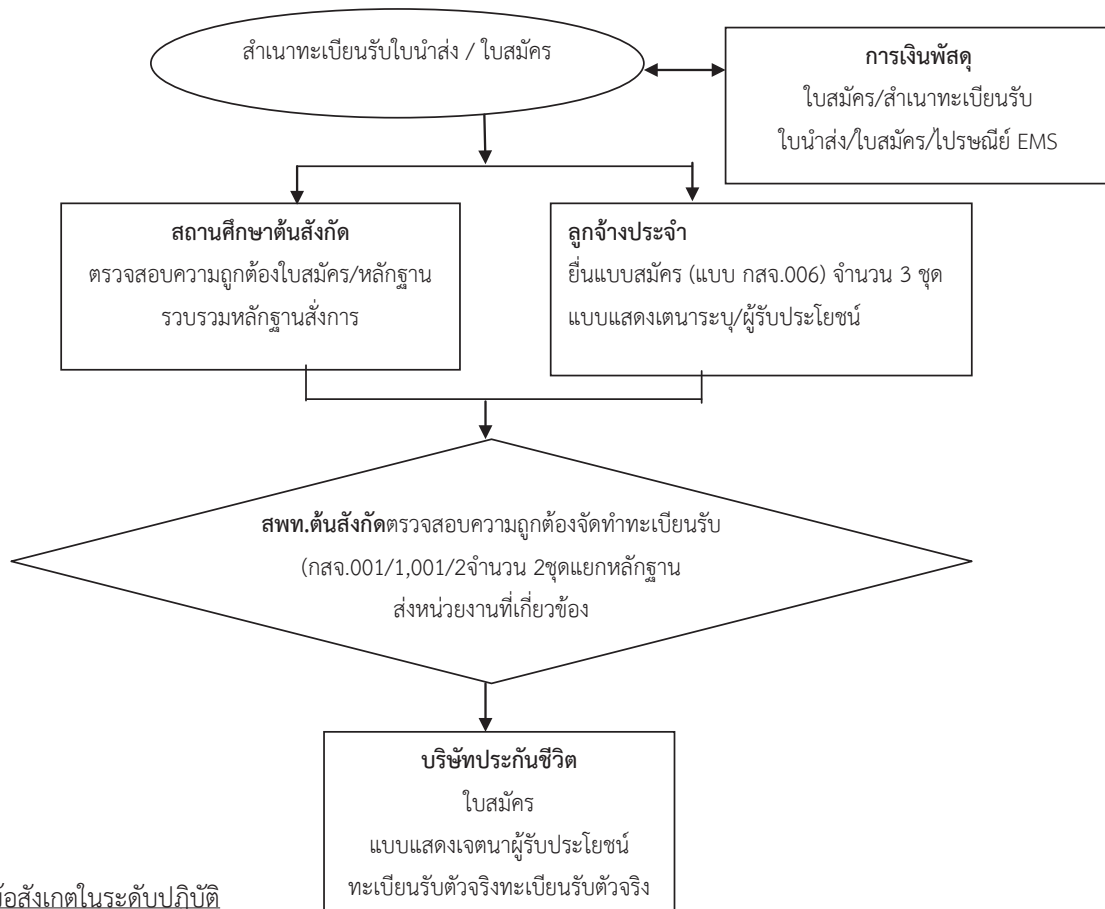 สำเนาทะเบียนรับใบนำส่ง / ใบสมัคร
การเงินพัสดุ
ใบสมัคร/สำเนาทะเบียนรับ
ใบนำส่ง/ใบสมัคร/ไปรษณีย์ EMS
สถานศึกษาต้นสังกัด
ตรวจสอบความถูกต้องใบสมัคร/หลักฐาน
รวบรวมหลักฐานสั่งการ
ลูกจ้างประจำ
ยื่นแบบสมัคร (แบบ กสจ.006) จำนวน 3 ชุด
แบบแสดงเตนาระบุ/ผู้รับประโยชน์
สพท.ต้นสังกัดตรวจสอบความถูกต้องจัดทำทะเบียนรับ
(กสจ.001/1,001/2จำนวน 2ชุดแยกหลักฐาน
ส่งหน่วยงานที่เกี่ยวข้อง
บริษัทประกันชีวิต
ใบสมัคร
แบบแสดงเจตนาผู้รับประโยชน์
ทะเบียนรับตัวจริงทะเบียนรับตัวจริง
ข้อสังเกตในระดับปฏิบัติ